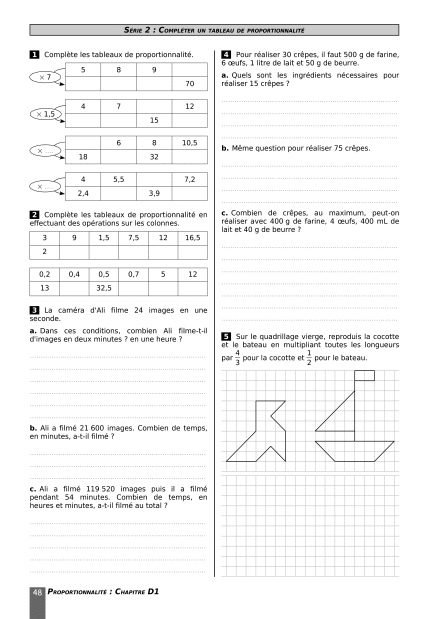 SÉRIE 2 : COMPLÉTER UN TABLEAU DE PROPORTIONNALITÉ
1 Complète les tableaux de proportionnalité.
× 7
5 8 9
70
× 1,5
4 7 12
15
× ....
6 8 10,5
18 32
× ....
4 5,5 7,2
2,4 3,9
2 Complète les tableaux de proportionnalité en
effectuant des opérations sur les colonnes.
3 9 1,5 7,5 12 16,5
2
0,2 0,4 0,5 0,7 5 12
13 32,5
3 La caméra d'Ali filme 24 images en une
seconde.
a. Dans ces conditions, combien Ali filme-t-il
d'images en deux minutes ? en une heure ?
b. Ali a filmé 21 600 images. Combien de temps,
en minutes, a-t-il filmé ?
c. Ali a filmé 119 520 images puis il a filmé
pendant 54 minutes. Combien de temps, en
heures et minutes, a-t-il filmé au total ?
4 Pour réaliser 30 crêpes, il faut 500 g de farine,
6 œufs, 1 litre de lait et 50 g de beurre.
a. Quels sont les ingrédients nécessaires pour
réaliser 15 crêpes ?
b. Même question pour réaliser 75 crêpes.
c. Combien de crêpes, au maximum, peut-on
réaliser avec 400 g de farine, 4 œufs, 400 mL de
lait et 40 g de beurre ?
5 Sur le quadrillage vierge, reproduis la cocotte
et le bateau en multipliant toutes les longueurs
par 4/3 pour la cocotte et 1/2 pour le bateau.
48 PROPORTIONNALITÉ : CHAPITRE D1